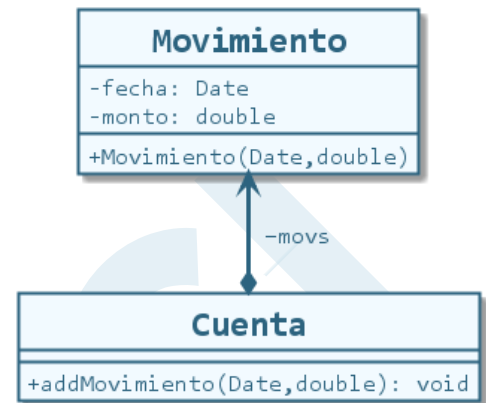 Movimiento
-fecha: Date
-monto: double
+Movimiento(Date,double)
-movs
Cuenta
+addMovimiento(Date,double): void